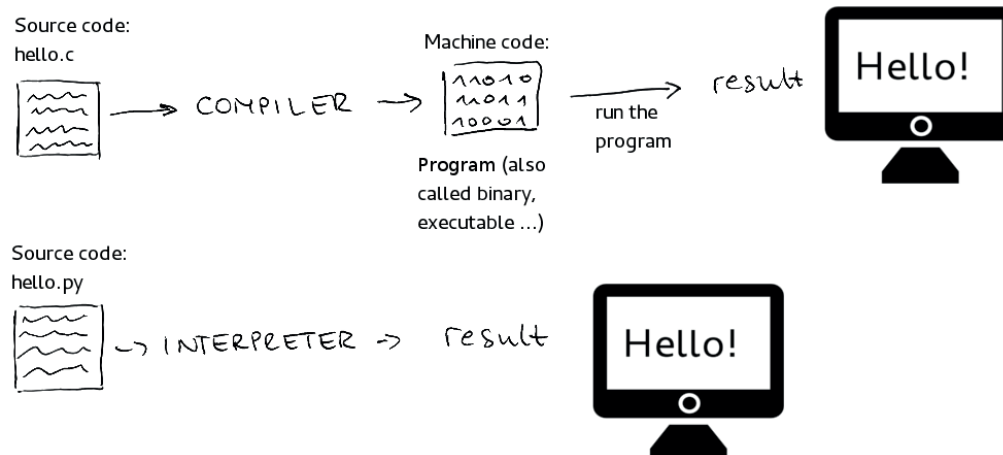 Source code:
hello.c
COMPILER
Machine code:
11010
11011
10001
Program (also
called binary,
executable ...)
run the
program
result
Hello!
Source code:
hello.py
INTERPRETER
result
Hello!